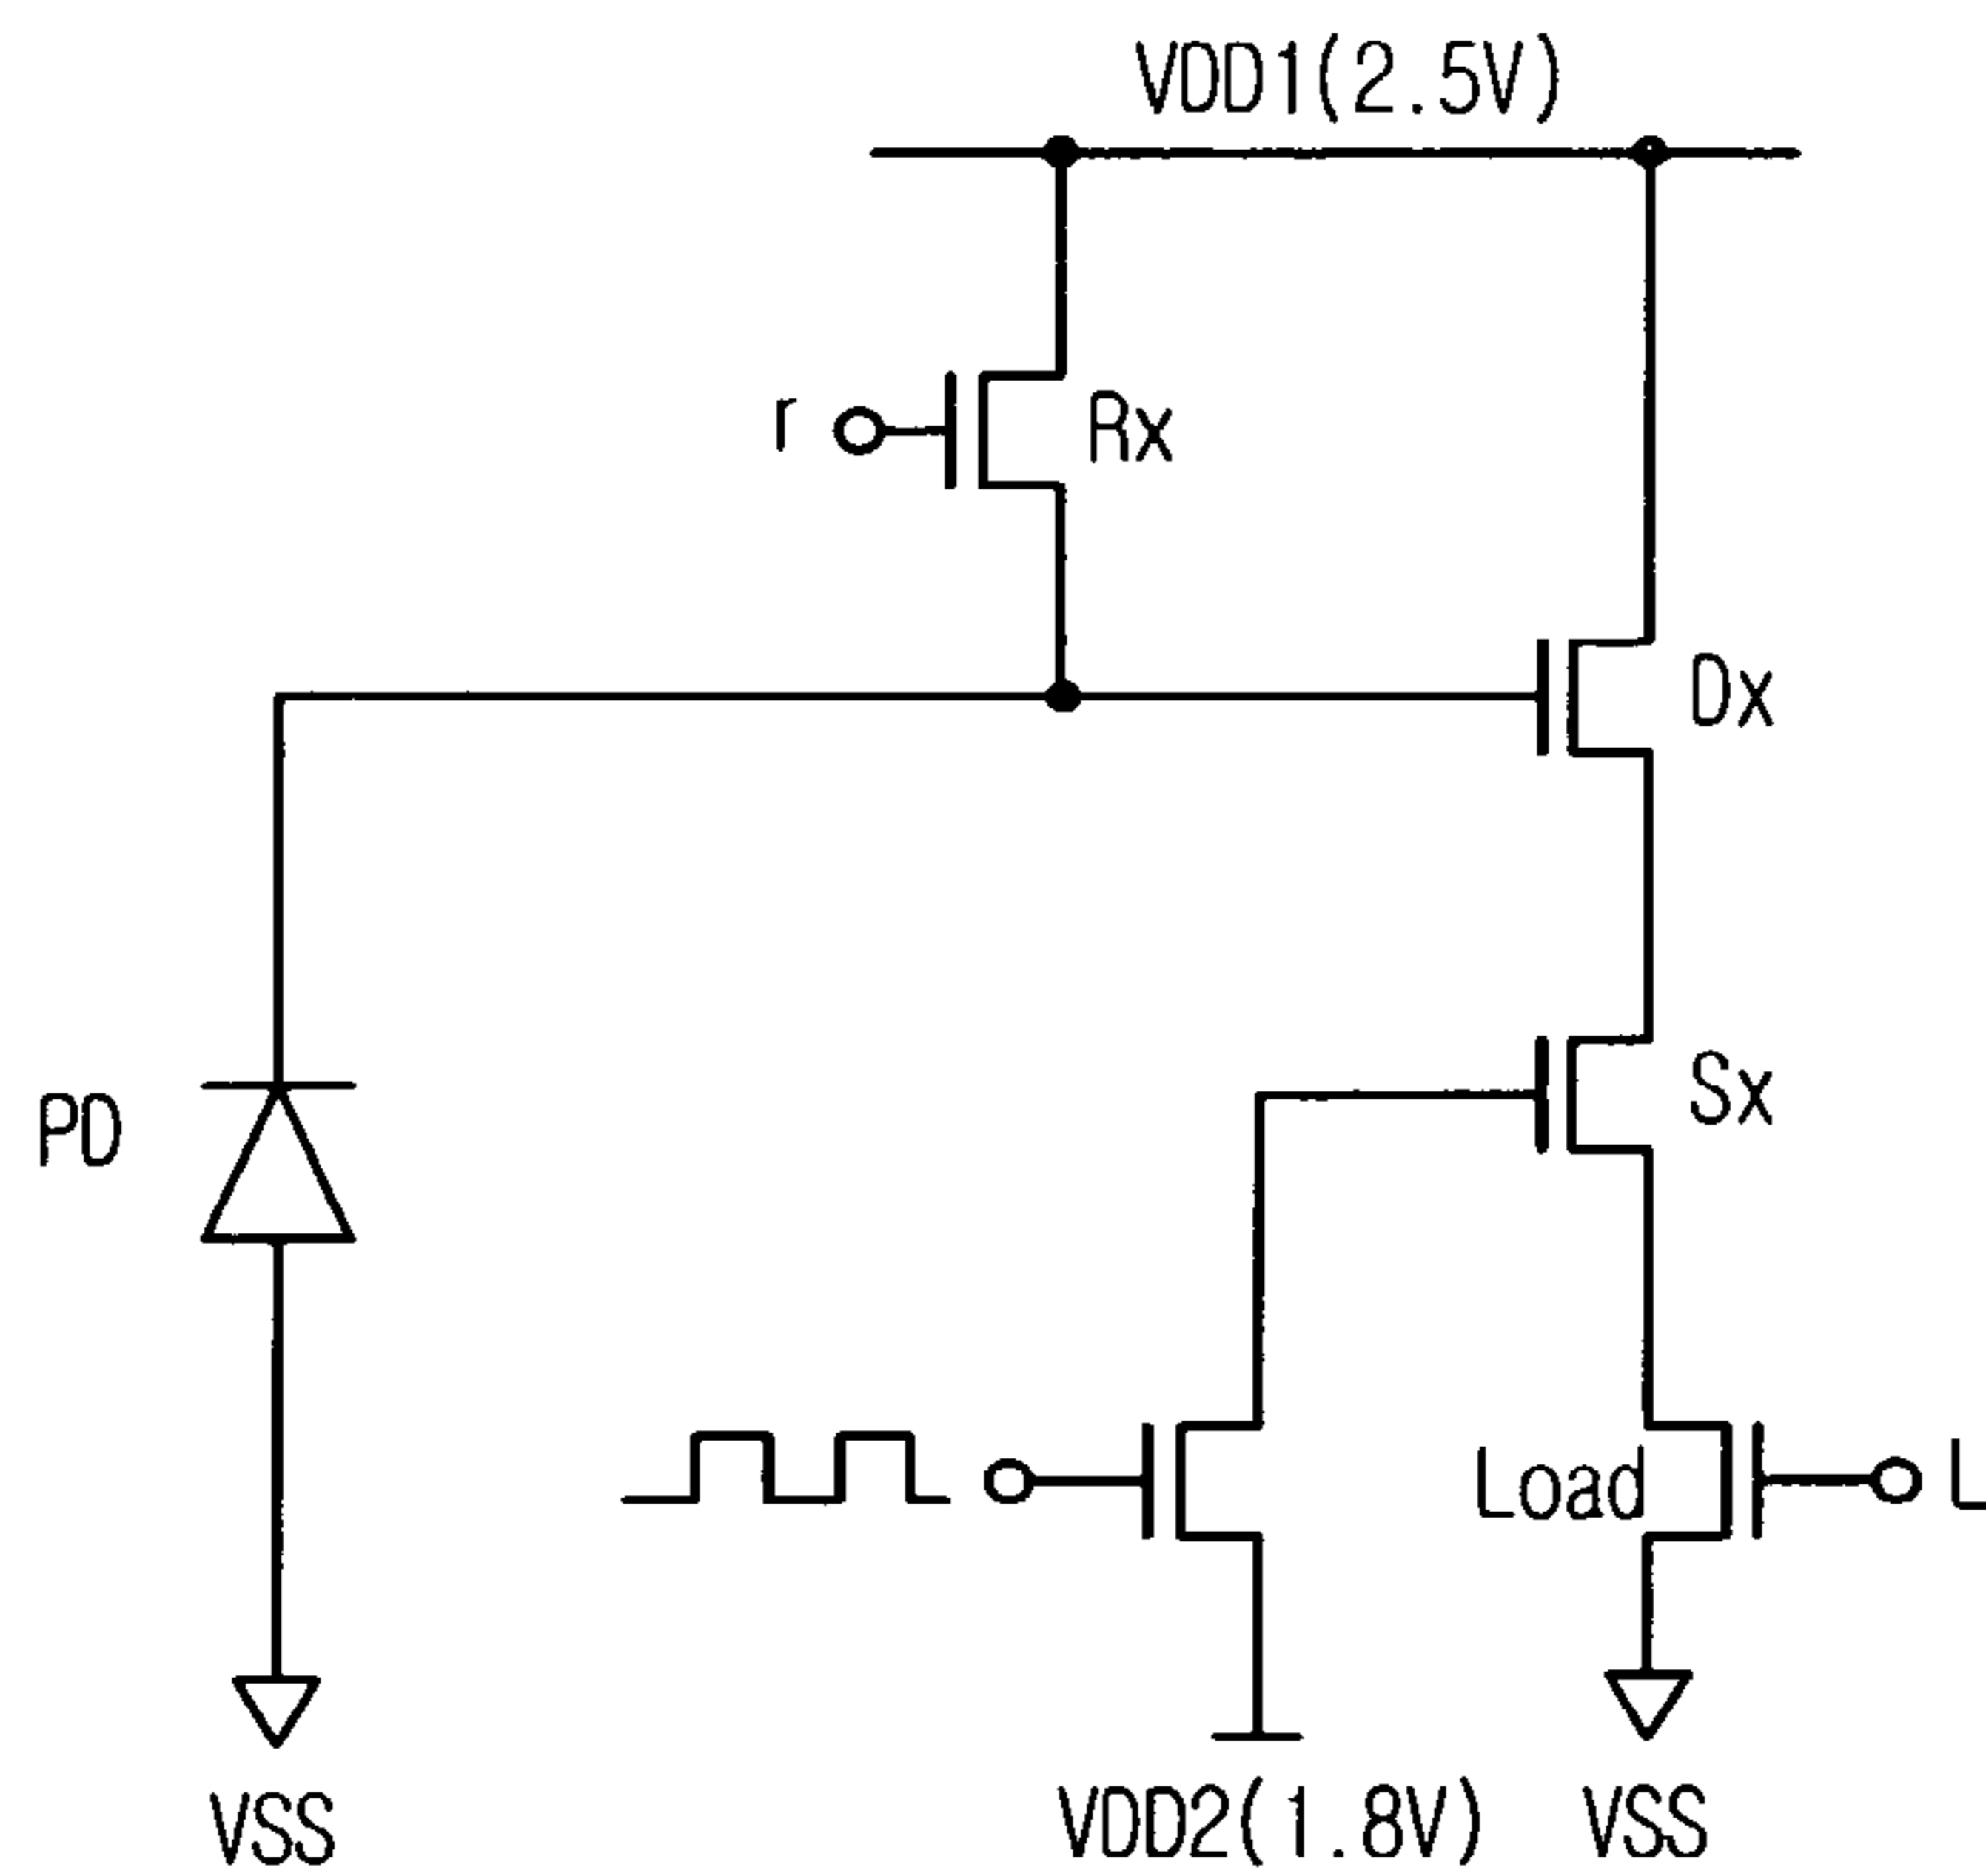 VDD1(2.5V)
r
Rx
Dx
Sx
PD
Load
L
VSS
VDD2(1.8V)
VSS